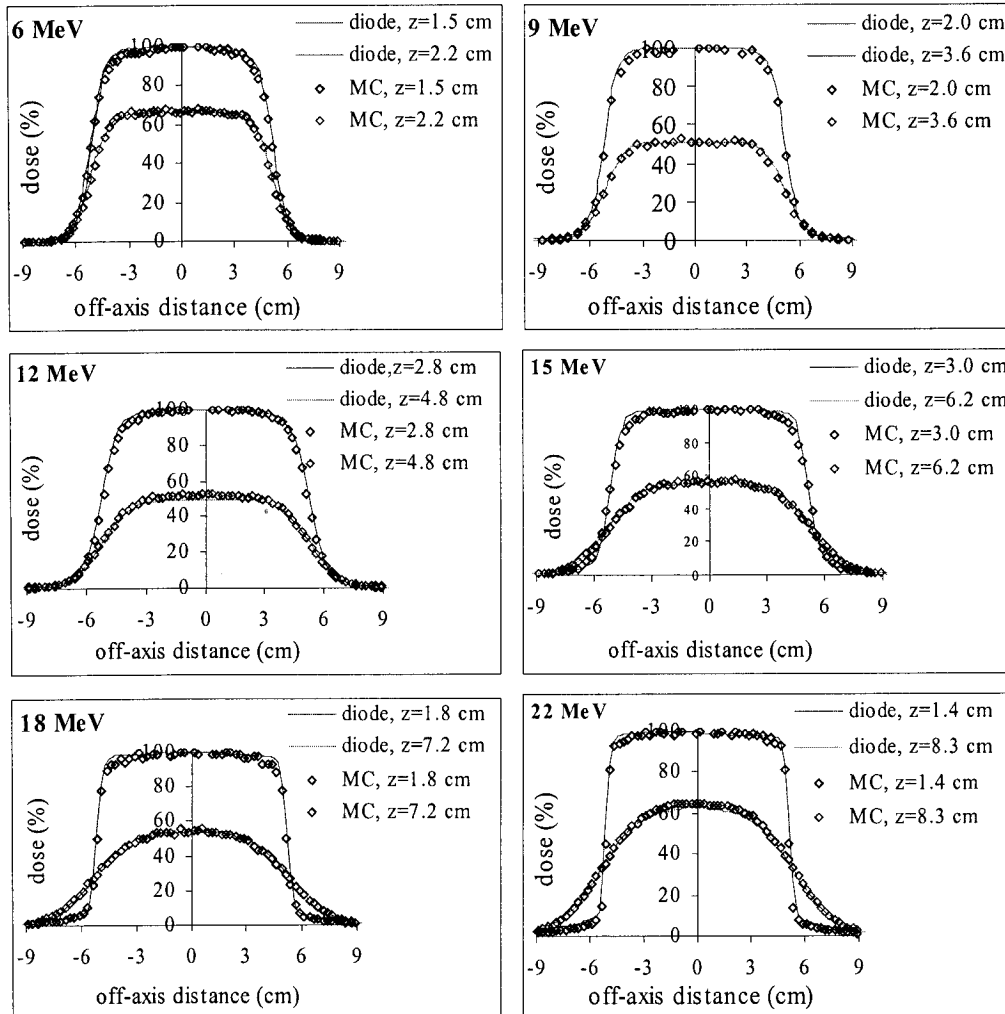 6 MeV
diode, z=1.5 cm
diode, z=2.2 cm
MC, z=1.5 cm
MC, z=2.2 cm
dose (%)
100
80
60
40
20
0
-9 -6 -3 0 3 6 9
off-axis distance (cm)
9 MeV
diode, z=2.0 cm
diode, z=3.6 cm
MC, z=2.0 cm
MC, z=3.6 cm
dose (%)
100
80
60
40
20
0
-9 -6 -3 0 3 6 9
off-axis distance (cm)
12 MeV
diode,z=2.8 cm
diode, z=4.8 cm
MC, z=2.8 cm
MC, z=4.8 cm
dose (%)
100
80
60
40
20
0
-9 -6 -3 0 3 6 9
off-axis distance (cm)
15 MeV
diode, z=3.0 cm
diode, z=6.2 cm
MC, z=3.0 cm
MC, z=6.2 cm
dose (%)
100
80
60
40
20
0
-9 -6 -3 0 3 6 9
off-axis distance (cm)
18 MeV
diode, z=1.8 cm
diode, z=7.2 cm
MC, z=1.8 cm
MC, z=7.2 cm
dose (%)
100
80
60
40
20
0
-9 -6 -3 0 3 6 9
off-axis distance (cm)
22 MeV
diode, z=1.4 cm
diode, z=8.3 cm
MC, z=1.4 cm
MC, z=8.3 cm
dose (%)
100
80
60
40
20
0
-9 -6 -3 0 3 6 9
off-axis distance (cm)